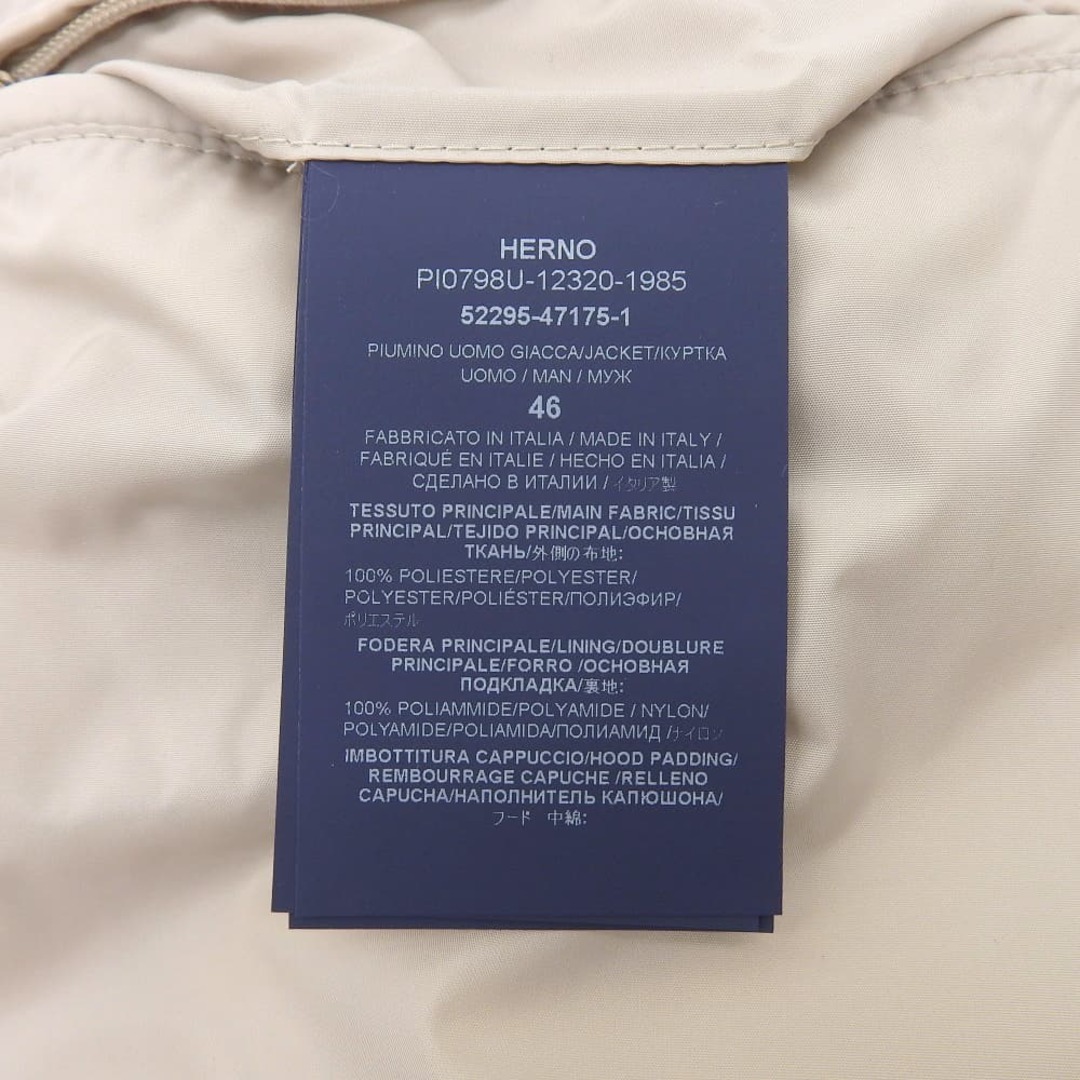 HERNO
PI0798U-12320-1985
52295-47175-1
PIUMINO UOMO GIACCA/JACKET/КУРТКА
UOMO / MAN / МУЖ
46
FABBRICATO IN ITALIA / MADE IN ITALY /
FABRIQUÉ EN ITALIE / HECHO EN ITALIA /
СДЕЛАНО В ИТАЛИИ / イタリア製
TESSUTO PRINCIPALE/MAIN FABRIC/TISSU
PRINCIPAL/TEJIDO PRINCIPAL/ОСНОВНАЯ
ТКАНЬ/外側の布地:
100% POLIESTERE/POLYESTER/
POLYESTER/POLIÉSTER/ПОЛИЭФИР/
ポリエステル
FODERA PRINCIPALE/LINING/DOUBLURE
PRINCIPALE/FORRO /ОСНОВНАЯ
ПОДКЛАДКА/裏地:
100% POLIAMMIDE/POLYAMIDE / NYLON/
POLYAMIDE/POLIAMIDA/ПОЛИАМИД /ナイロン
IMBOTTITURA CAPPUCCIO/HOOD PADDING/
REMBOURRAGE CAPUCHE /RELLENO
CAPUCHA/НАПОЛНИТЕЛЬ КАПЮШОНА/
フード 中綿: